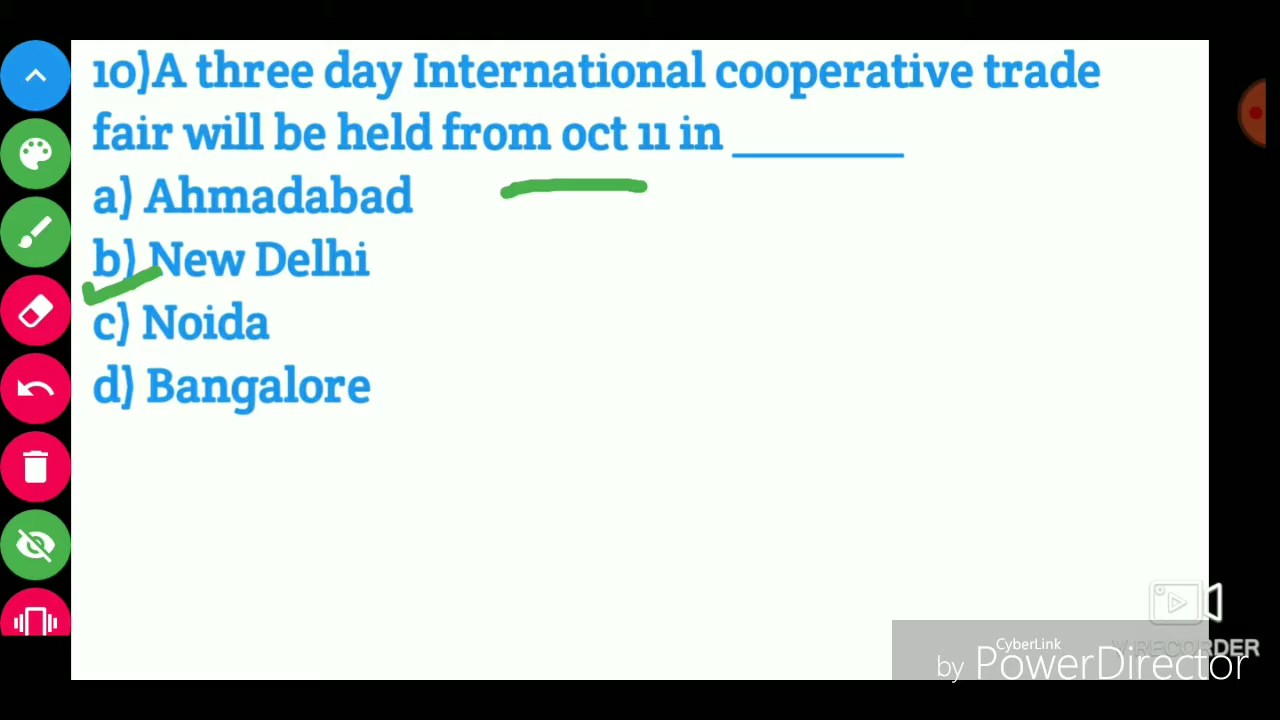 10)A three day International cooperative trade
fair will be held from oct 11 in ________
a) Ahmadabad
b) New Delhi
c) Noida
d) Bangalore
CyberLink
by PowerDirector